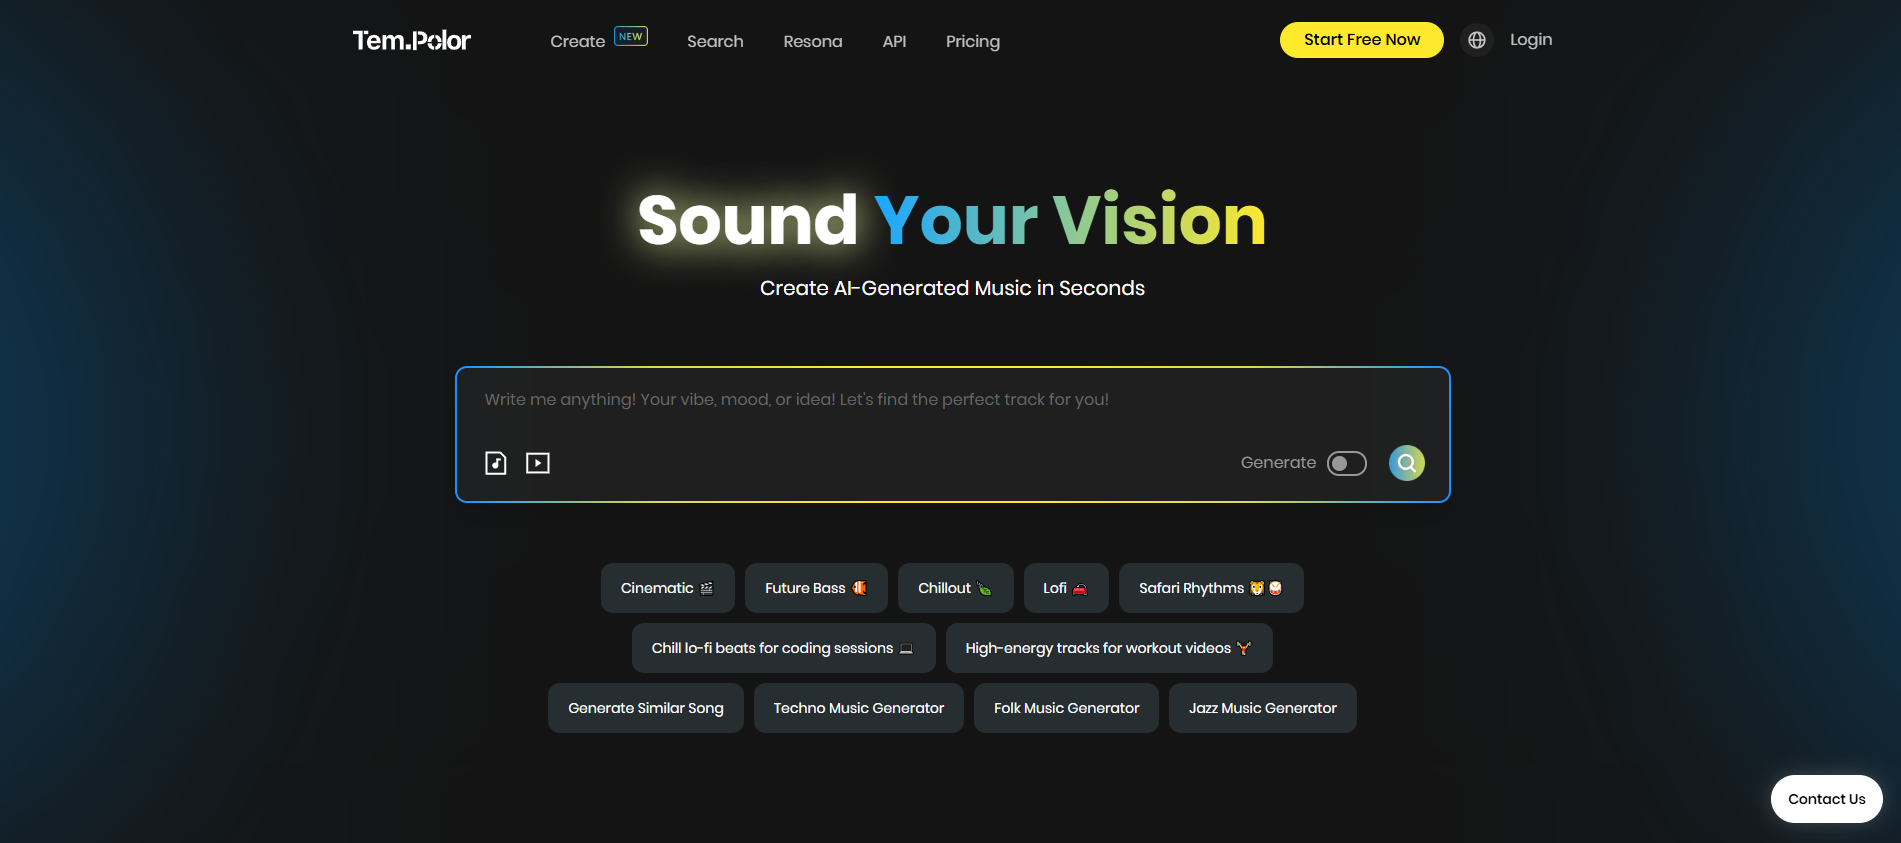 Tem.Polor
Create NEW
Search
Resona
API
Pricing
Start Free Now
Login
Sound Your Vision
Create AI-Generated Music in Seconds
Write me anything! Your vibe, mood, or idea! Let's find the perfect track for you!
Generate
Cinematic 🎬
Future Bass 🐠
Chillout 🍃
Lofi 🚘
Safari Rhythms 🐯🥁
Chill lo-fi beats for coding sessions 💻
High-energy tracks for workout videos 🏋
Generate Similar Song
Techno Music Generator
Folk Music Generator
Jazz Music Generator
Contact Us